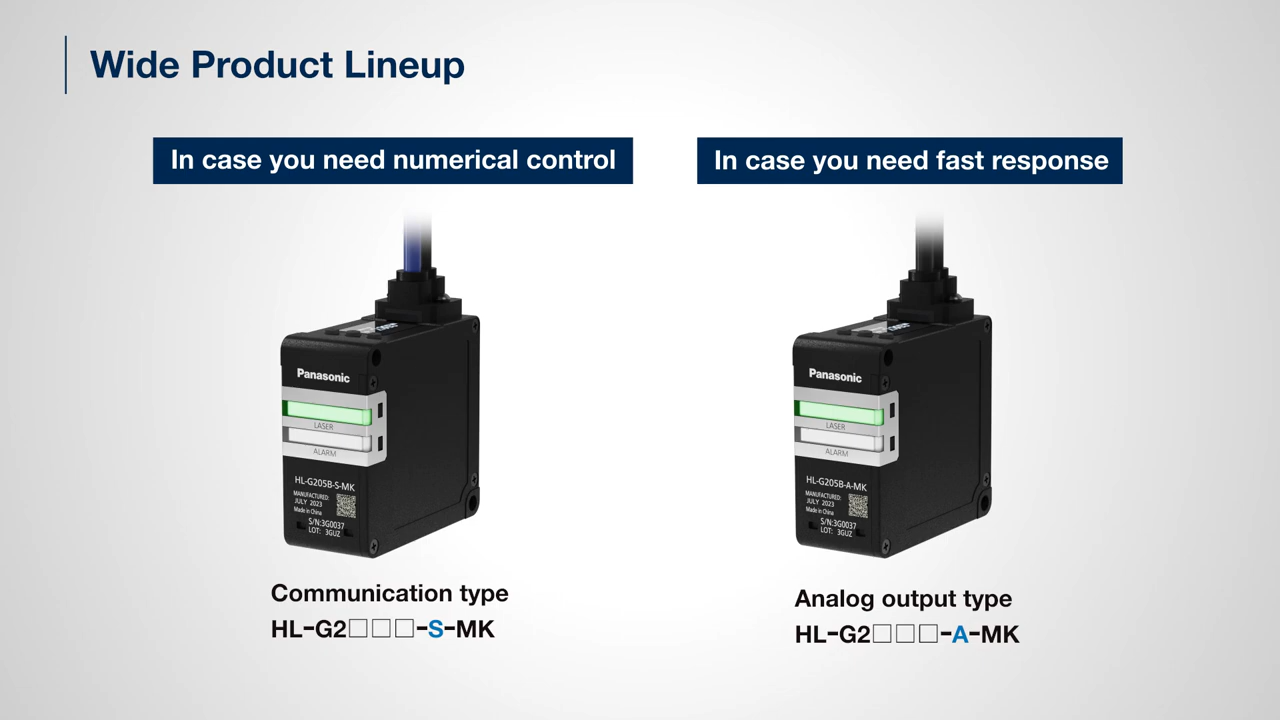 Wide Product Lineup
In case you need numerical control
In case you need fast response
Panasonic
LASER
ALARM
HL-G205B-S-MK
MANUFACTURED:
JULY 2023
Made in China
S/N:3G0037
LOT: 3GUZ
Panasonic
LASER
ALARM
HL-G205B-A-MK
MANUFACTURED:
JULY 2023
Made in China
S/N:3G0037
LOT: 3GUZ
Communication type
HL-G2□□□-S-MK
Analog output type
HL-G2□□□-A-MK